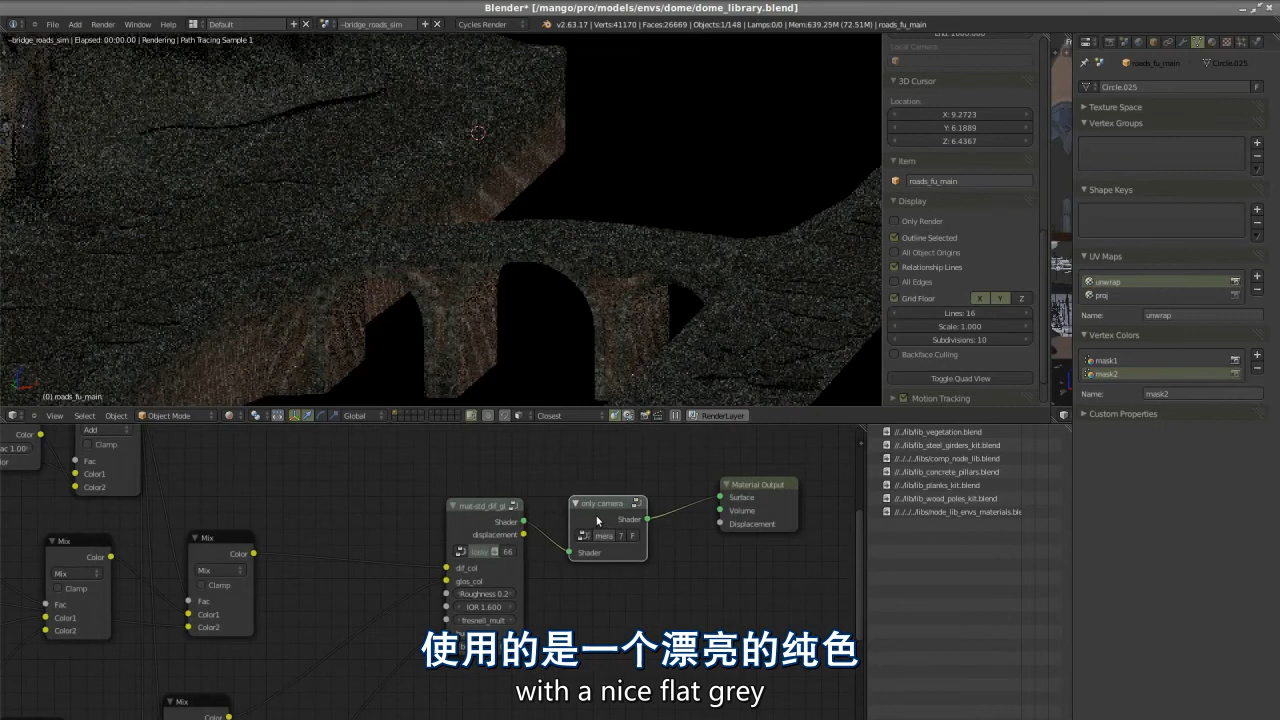 Blender* [/mango/pro/models/envs/dome/dome_library.blend]
File Add Render Window Help Default ~bridge_roads_sim Cycles Render v2.63.17 | Verts:41170 | Faces:26669 | Objects:1/148 | Lamps:0/0 | Mem:639.25M (72.51M) | roads_fu_main
~bridge_roads_sim | Elapsed: 00:00.00 | Rendering | Path Tracing Sample 1
(0) roads_fu_main
Local Camera:
3D Cursor
Location:
X: 9.2723
Y: 6.1889
Z: 6.4367
Item
roads_fu_main
Display
Only Render
Outline Selected
All Object Origins
Relationship Lines
All Edges
Grid Floor X Y Z
Lines: 16
Scale: 1.000
Subdivisions: 10
Backface Culling
Toggle Quad View
Motion Tracking
roads_fu_main Circle.025
Circle.025 F
Texture Space
Vertex Groups
Shape Keys
UV Maps
unwrap
proj
Name: unwrap
Vertex Colors
mask1
mask2
Name: mask2
Custom Properties
View Select Object Object Mode Global Closest RenderLayer
Color
Add
Clamp
Fac
Color1
Color2
Mix
Color
Mix
Clamp
Fac
Color1
Color2
Mix
Color
Mix
Clamp
Fac
Color1
Color2
Mix
Color
Shader
displacement
66
dif_col
glos_col
Roughness 0.2
IOR 1.600
fresnell_mult
only camera
Shader
mera 7 F
Shader
Material Output
Surface
Volume
Displacement
//../lib/lib_vegetation.blend
//../lib/lib_steel_girders_kit.blend
//../../../libs/comp_node_lib.blend
//../lib/lib_concrete_pillars.blend
//../lib/lib_planks_kit.blend
//../lib/lib_wood_poles_kit.blend
//../../../libs/node_lib_envs_materials.ble
使用的是一个漂亮的纯色
with a nice flat grey